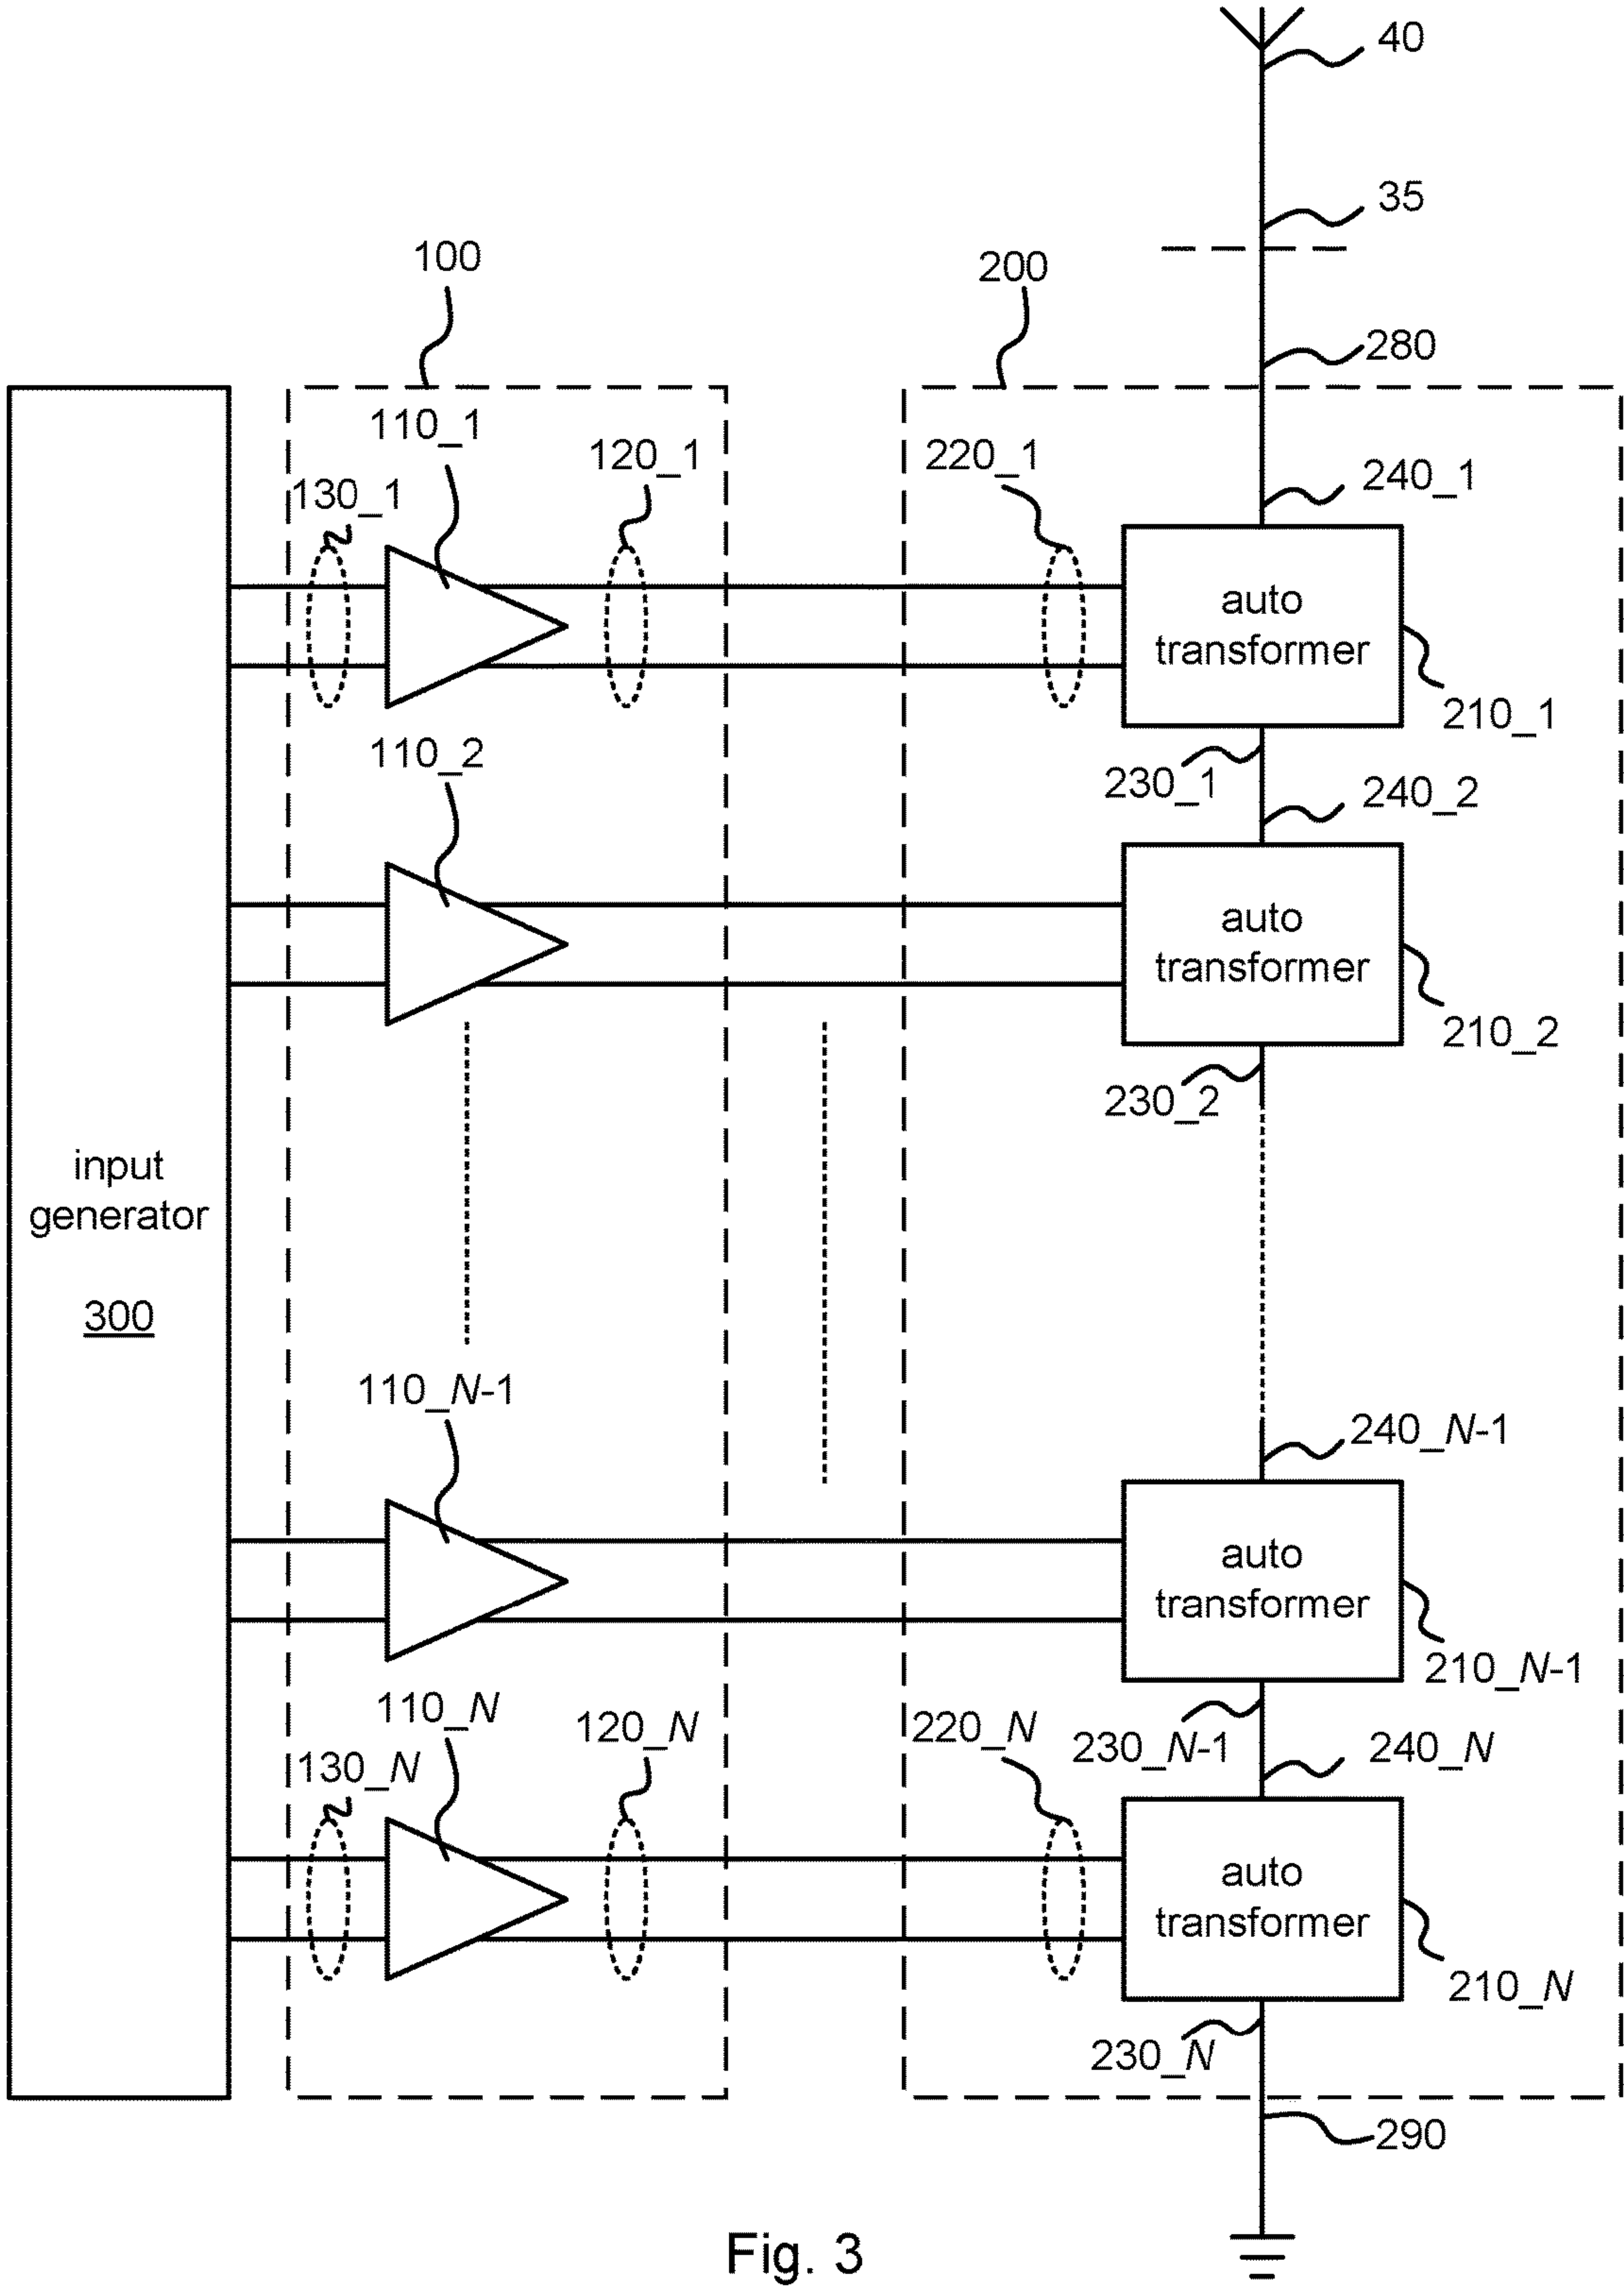 40
35
100
200
280
110_1
120_1
220_1
240_1
130_1
auto
transformer
210_1
110_2
230_1
240_2
auto
transformer
210_2
230_2
input
generator
300
110_N-1
240_N-1
auto
transformer
210_N-1
110_N
120_N
220_N
230_N-1
240_N
130_N
auto
transformer
210_N
230_N
290
Fig. 3